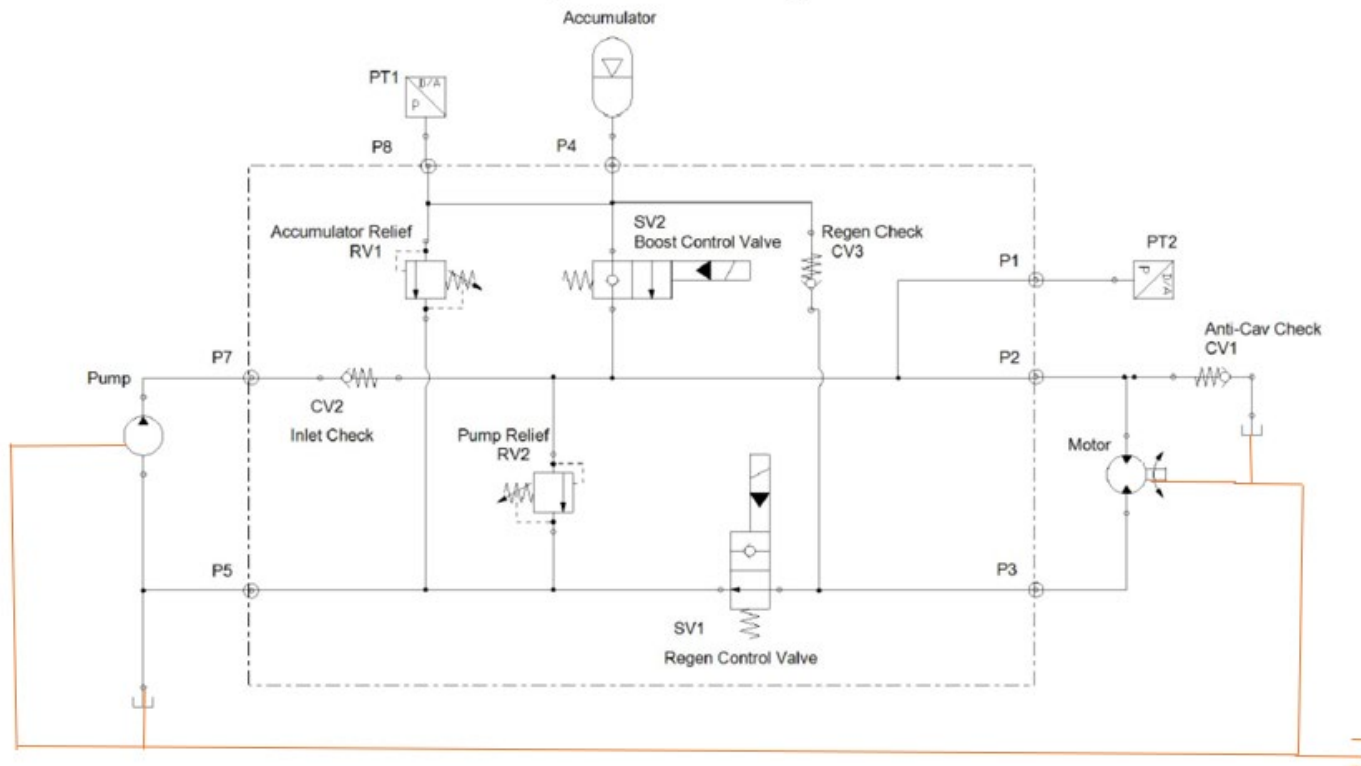 Accumulator
PT1
D/A
P
P8
P4
Accumulator Relief
RV1
SV2
Boost Control Valve
Regen Check
CV3
P1
PT2
P
D/A
Anti-Cav Check
CV1
P7
P2
Pump
CV2
Inlet Check
Pump Relief
RV2
Motor
P5
P3
SV1
Regen Control Valve